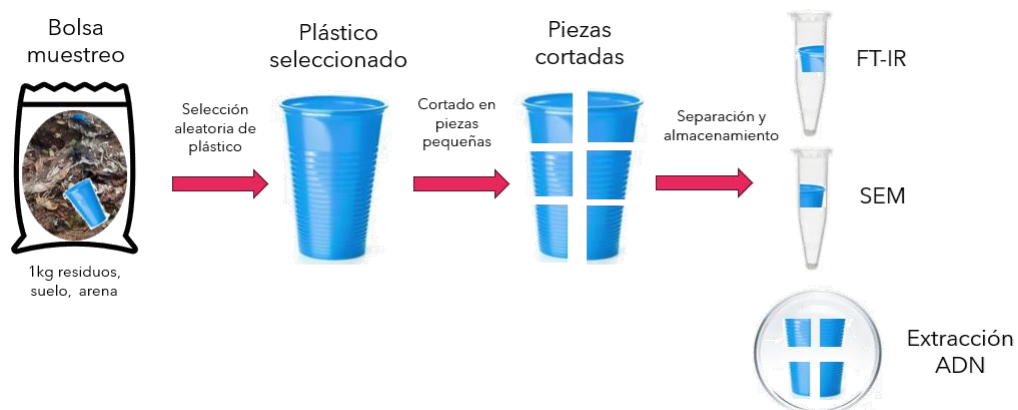 Bolsa
muestreo
1kg residuos,
suelo, arena
Selección
aleatoria de
plástico
Plástico
seleccionado
Cortado en
piezas
pequeñas
Piezas
cortadas
Separación y
almacenamiento
FT-IR
SEM
Extracción
ADN